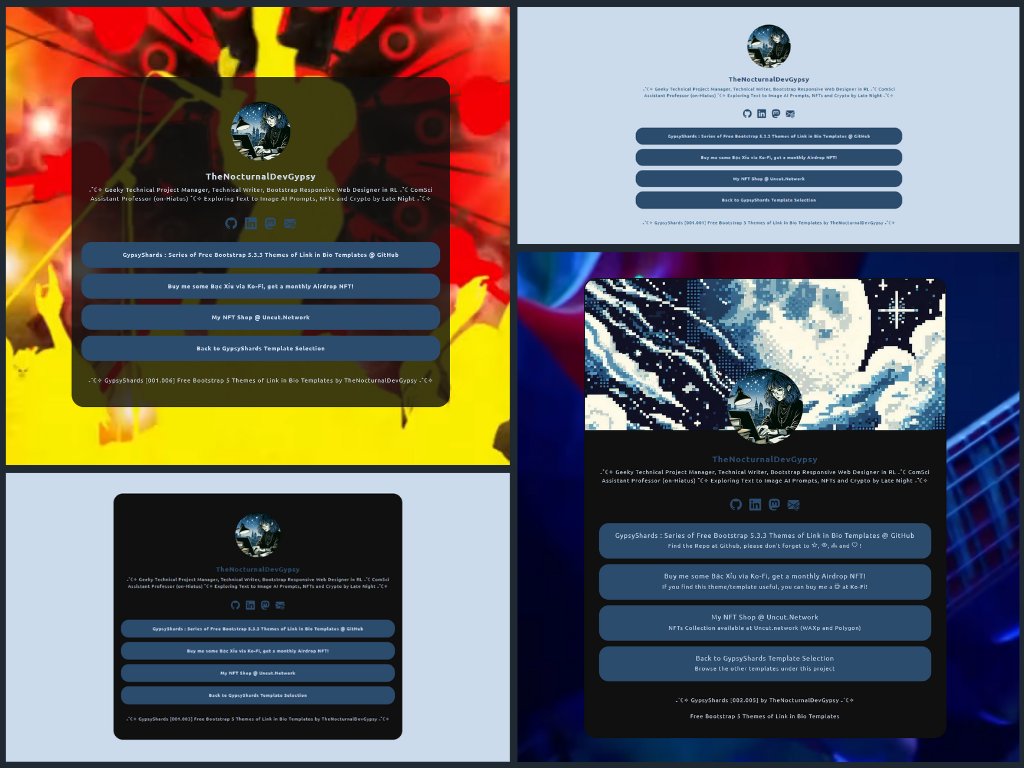 TheNocturnalDevGypsy
.·˚☾✧ Geeky Technical Project Manager, Technical Writer, Bootstrap Responsive Web Designer in RL .·˚☾ ComSci
Assistant Professor (on-Hiatus) ˚☾✧ Exploring Text to Image AI Prompts, NFTs and Crypto by Late Night .·˚☾✧
GypsyShards : Series of Free Bootstrap 5.3.3 Themes of Link in Bio Templates @ GitHub
Buy me some Bạc Xỉu via Ko-Fi, get a monthly Airdrop NFT!
My NFT Shop @ Uncut.Network
Back to GypsyShards Template Selection
.·˚☾✧ GypsyShards [001.006] Free Bootstrap 5 Themes of Link in Bio Templates by TheNocturnalDevGypsy .·˚☾✧
TheNocturnalDevGypsy
.·˚☾✧ Geeky Technical Project Manager, Technical Writer, Bootstrap Responsive Web Designer in RL .·˚☾ ComSci
Assistant Professor (on-Hiatus) ˚☾✧ Exploring Text to Image AI Prompts, NFTs and Crypto by Late Night .·˚☾✧
GypsyShards : Series of Free Bootstrap 5.3.3 Themes of Link in Bio Templates @ GitHub
Buy me some Bạc Xỉu via Ko-Fi, get a monthly Airdrop NFT!
My NFT Shop @ Uncut.Network
Back to GypsyShards Template Selection
.·˚☾✧ GypsyShards [001.001] Free Bootstrap 5 Themes of Link in Bio Templates by TheNocturnalDevGypsy .·˚☾✧
TheNocturnalDevGypsy
.·˚☾✧ Geeky Technical Project Manager, Technical Writer, Bootstrap Responsive Web Designer in RL .·˚☾ ComSci
Assistant Professor (on-Hiatus) ˚☾✧ Exploring Text to Image AI Prompts, NFTs and Crypto by Late Night .·˚☾✧
GypsyShards : Series of Free Bootstrap 5.3.3 Themes of Link in Bio Templates @ GitHub
Buy me some Bạc Xỉu via Ko-Fi, get a monthly Airdrop NFT!
My NFT Shop @ Uncut.Network
Back to GypsyShards Template Selection
.·˚☾✧ GypsyShards [001.003] Free Bootstrap 5 Themes of Link in Bio Templates by TheNocturnalDevGypsy .·˚☾✧
TheNocturnalDevGypsy
.·˚☾✧ Geeky Technical Project Manager, Technical Writer, Bootstrap Responsive Web Designer in RL .·˚☾ ComSci
Assistant Professor (on-Hiatus) ˚☾✧ Exploring Text to Image AI Prompts, NFTs and Crypto by Late Night .·˚☾✧
GypsyShards : Series of Free Bootstrap 5.3.3 Themes of Link in Bio Templates @ GitHub
Find the Repo at Github, please don't forget to ☆, 👁, and ♡ !
Buy me some Bạc Xỉu via Ko-Fi, get a monthly Airdrop NFT!
If you find this theme/template useful, you can buy me a at Ko-Fi!
My NFT Shop @ Uncut.Network
NFTs Collection available at Uncut.network (WAXp and Polygon)
Back to GypsyShards Template Selection
Browse the other templates under this project
.·˚☾✧ GypsyShards [002.005] by TheNocturnalDevGypsy .·˚☾✧
Free Bootstrap 5 Themes of Link in Bio Templates